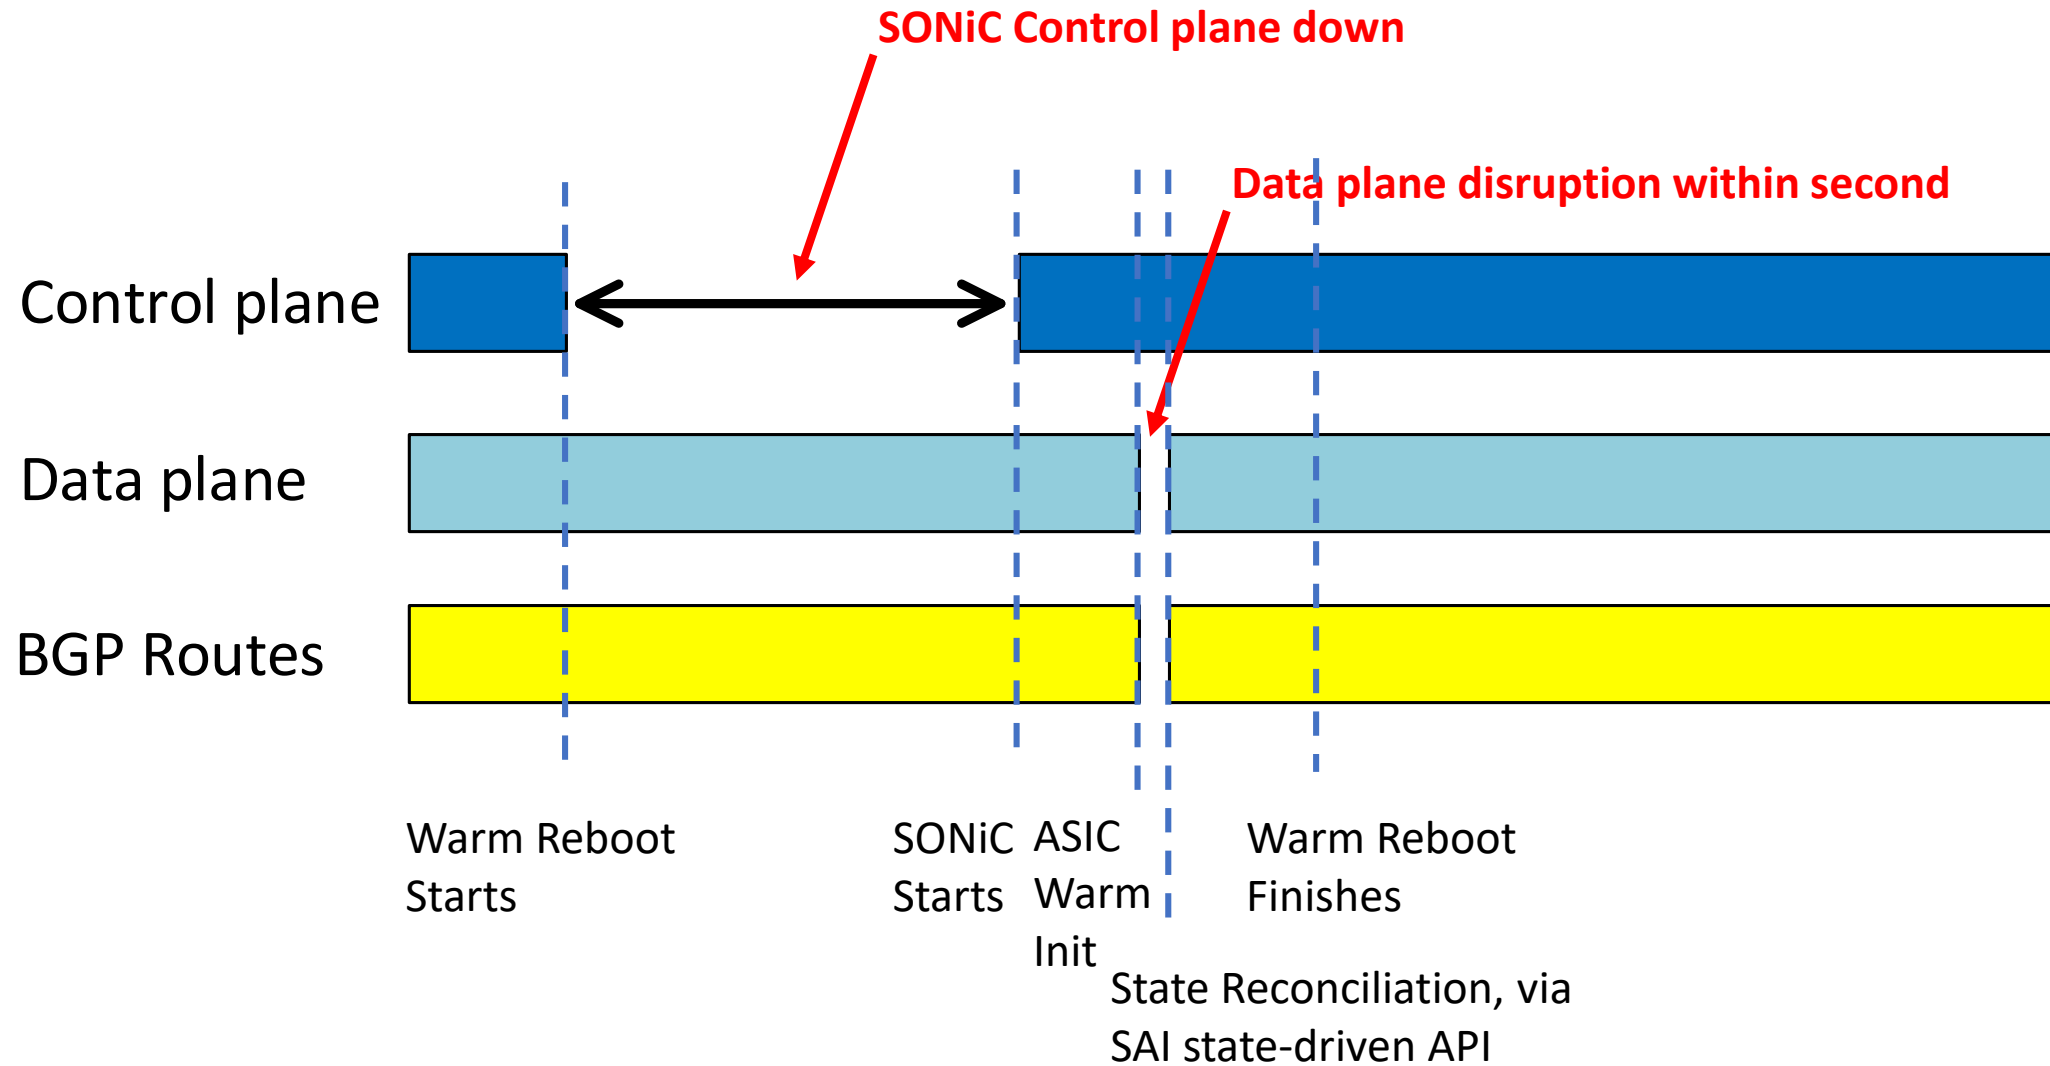 SONiC Control plane down
Data plane disruption within second
Control plane
Data plane
BGP Routes
Warm Reboot
Starts
SONiC
Starts
ASIC
Warm
Init
Warm Reboot
Finishes
State Reconciliation, via
SAI state-driven API